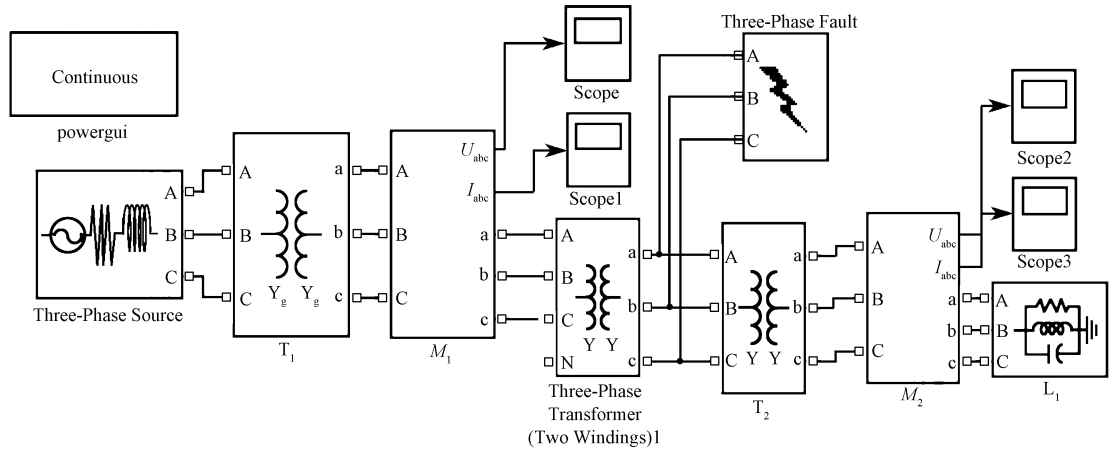 Continuous
powergui
Three-Phase Source
A
B
C
A
B
C
a
b
c
Yg Yg
T1
A
B
C
Uabc
Iabc
a
b
c
M1
Scope
Scope1
A
B
C
N
a
b
c
Y Y
Three-Phase
Transformer
(Two Windings)1
Three-Phase Fault
A
B
C
A
B
C
a
b
c
Y Y
T2
A
B
C
Uabc
Iabc
a
b
c
M2
Scope2
Scope3
A
B
C
L1